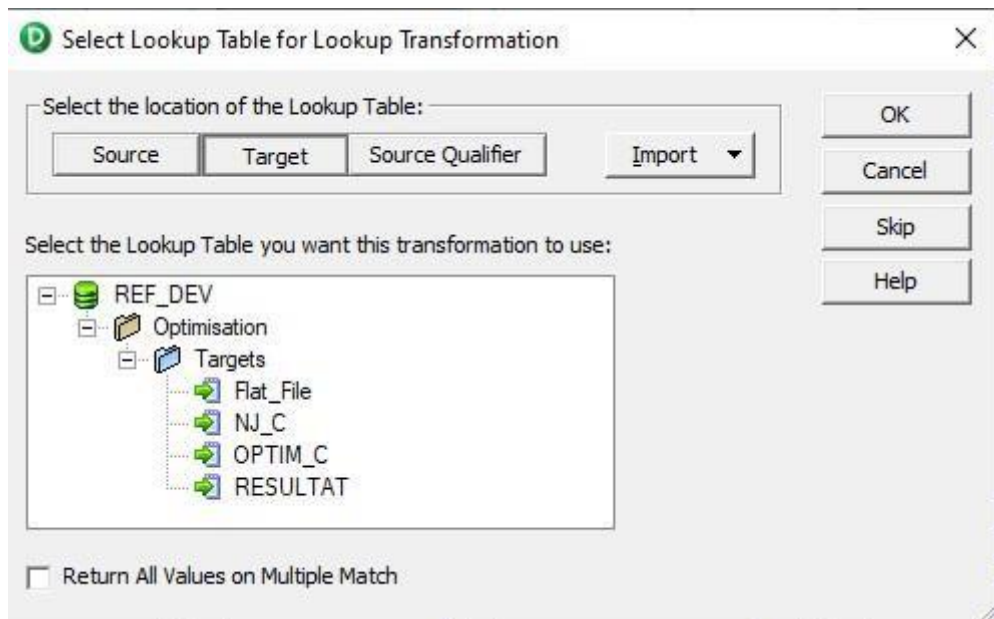 Select Lookup Table for Lookup Transformation
Select the location of the Lookup Table:
Source Target Source Qualifier Import
OK
Cancel
Skip
Help
Select the Lookup Table you want this transformation to use:
REF_DEV
Optimisation
Targets
Flat_File
NJ_C
OPTIM_C
RESULTAT
Return All Values on Multiple Match